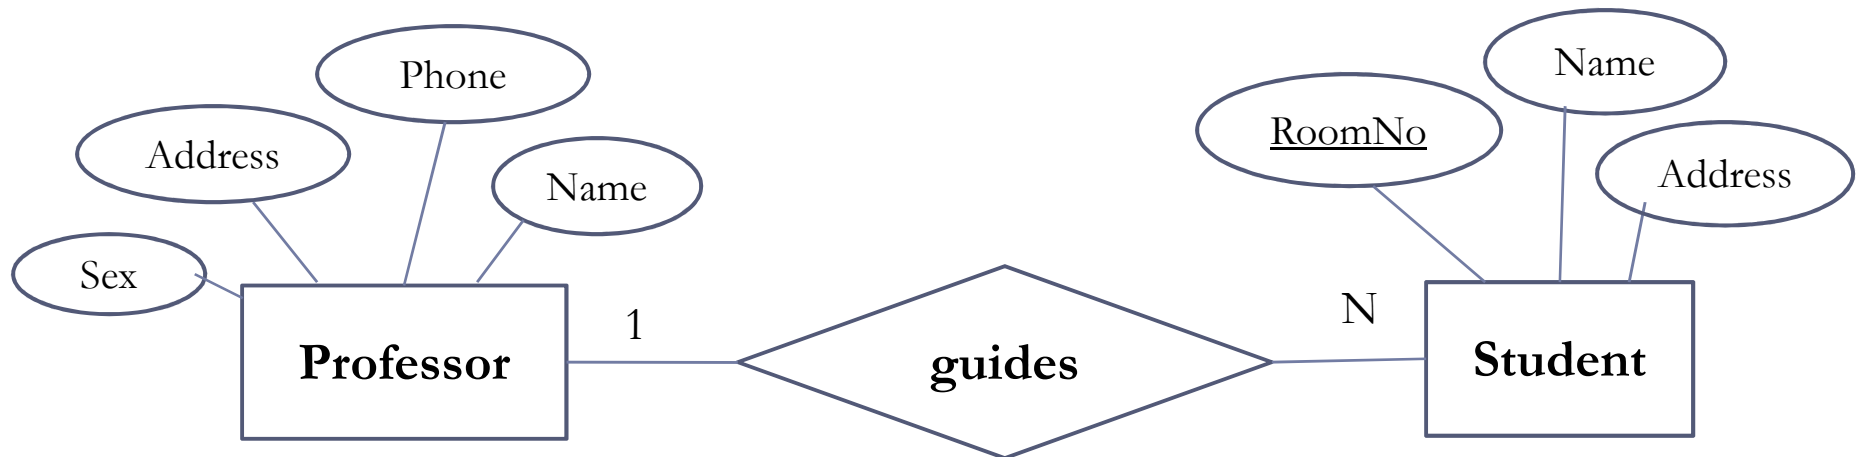 Phone
Address
Name
Sex
Professor
1
guides
N
RoomNo
Name
Address
Student